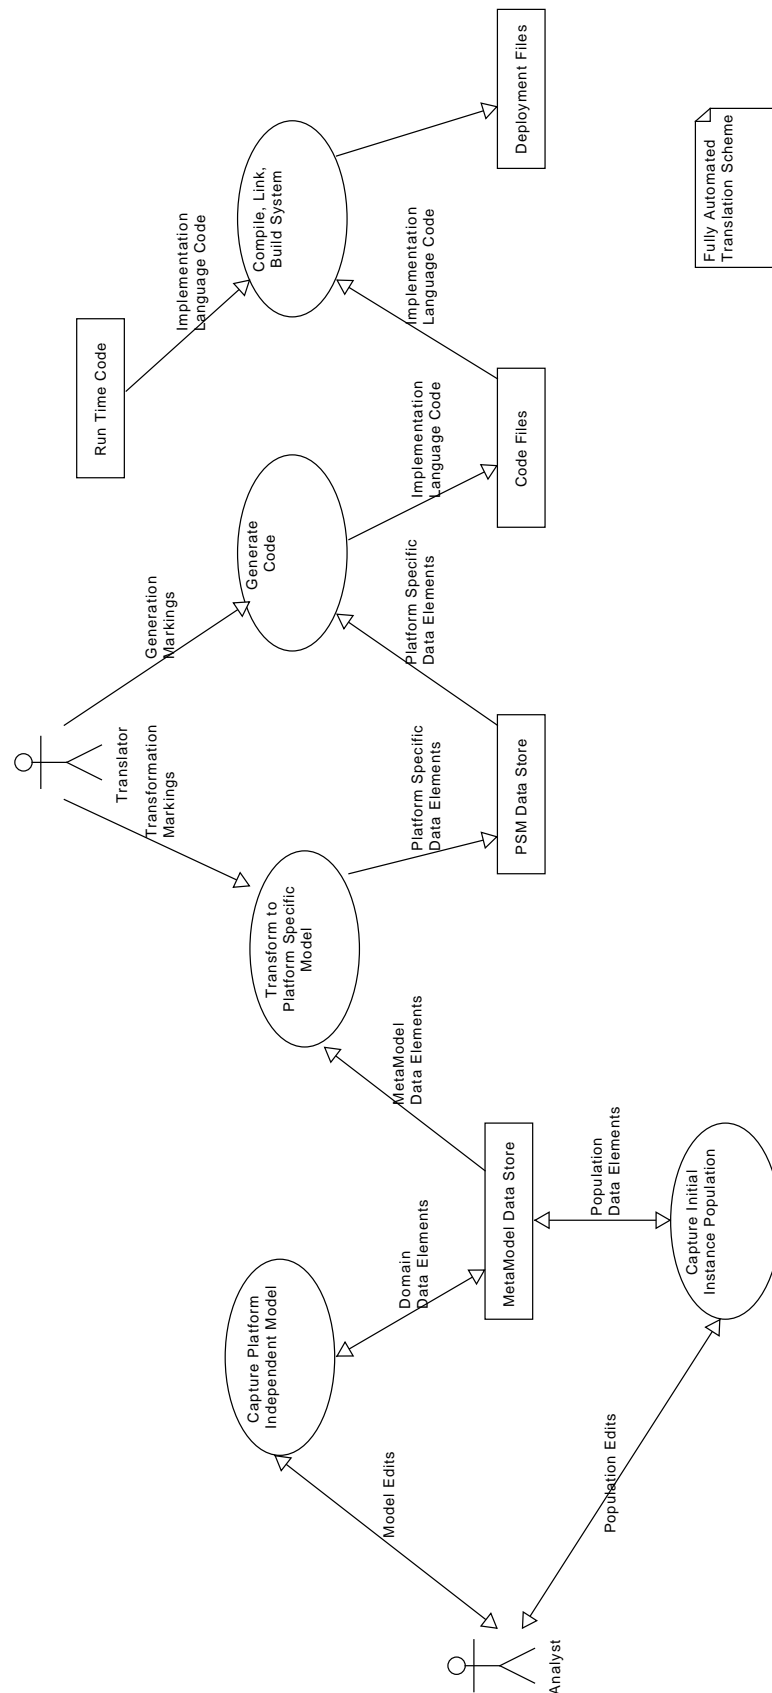 Analyst
Model Edits
Population Edits
Capture Platform
Independent Model
Domain
Data Elements
MetaModel Data Store
Population
Data Elements
Capture Initial
Instance Population
MetaModel
Data Elements
Transform to
Platform Specific
Model
Translator
Transformation
Markings
Generation
Markings
Platform Specific
Data Elements
PSM Data Store
Platform Specific
Data Elements
Generate
Code
Implementation
Language Code
Code Files
Run Time Code
Implementation
Language Code
Implementation
Language Code
Compile, Link,
Build System
Deployment Files
Fully Automated
Translation Scheme